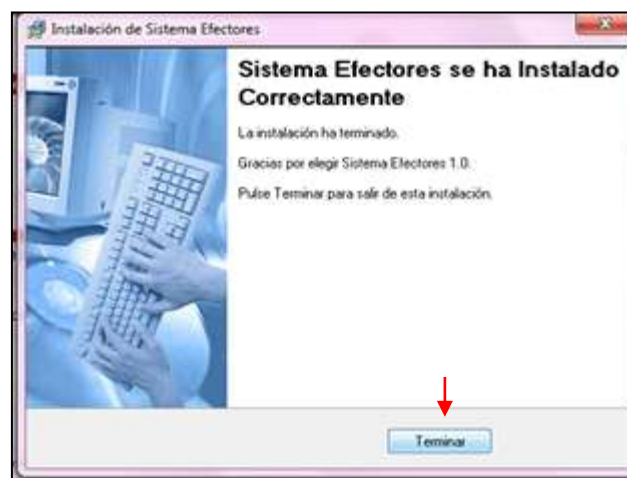 Instalación de Sistema Efectores
Sistema Efectores se ha Instalado
Correctamente
La instalación ha terminado.
Gracias por elegir Sistema Efectores 1.0.
Pulse Terminar para salir de esta instalación.
Terminar